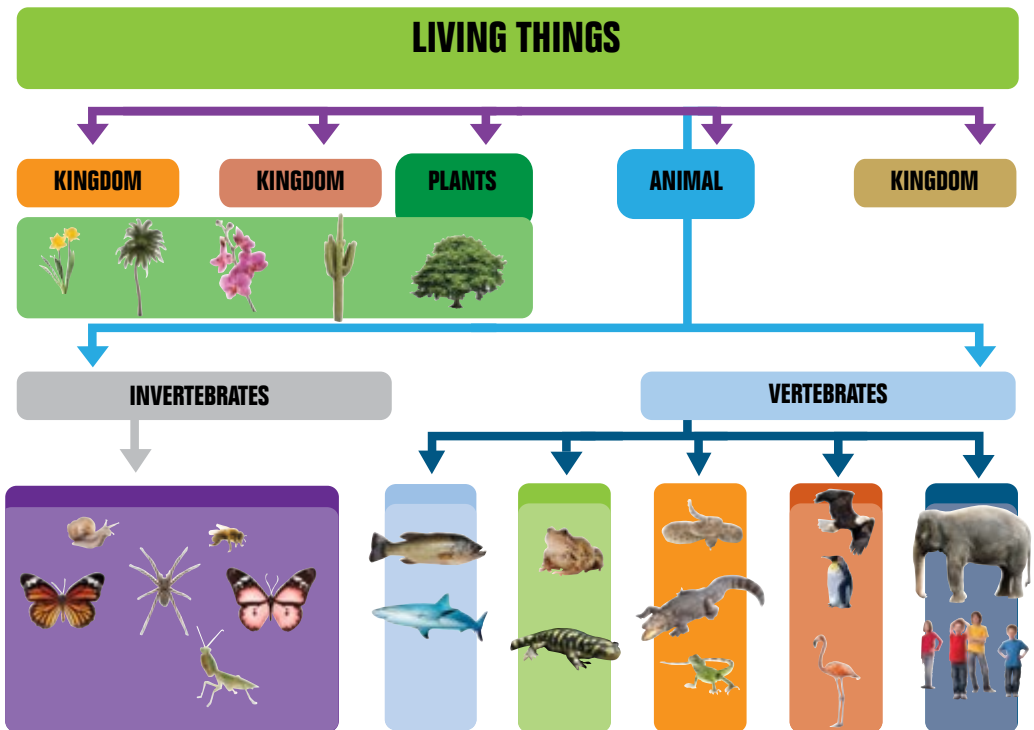 LIVING THINGS
KINGDOM
KINGDOM
PLANTS
ANIMAL
KINGDOM
INVERTEBRATES
VERTEBRATES